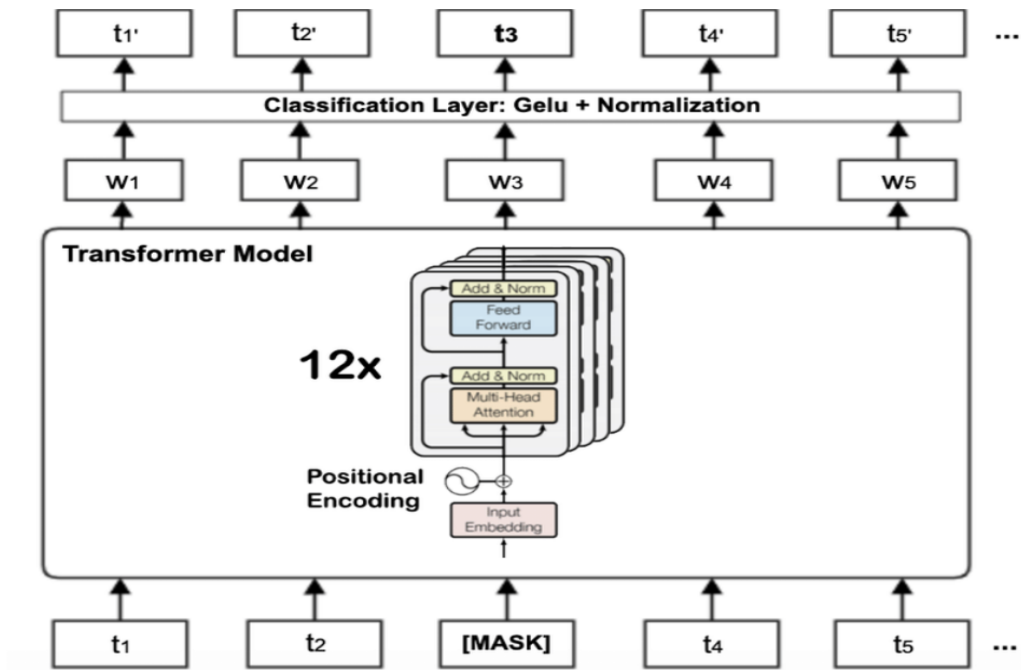 t1' t2' t3 t4' t5' ...
Classification Layer: Gelu + Normalization
W1 W2 W3 W4 W5
Transformer Model
12x
Add & Norm
Feed
Forward
Add & Norm
Multi-Head
Attention
Positional
Encoding
Input
Embedding
t1 t2 [MASK] t4 t5 ...